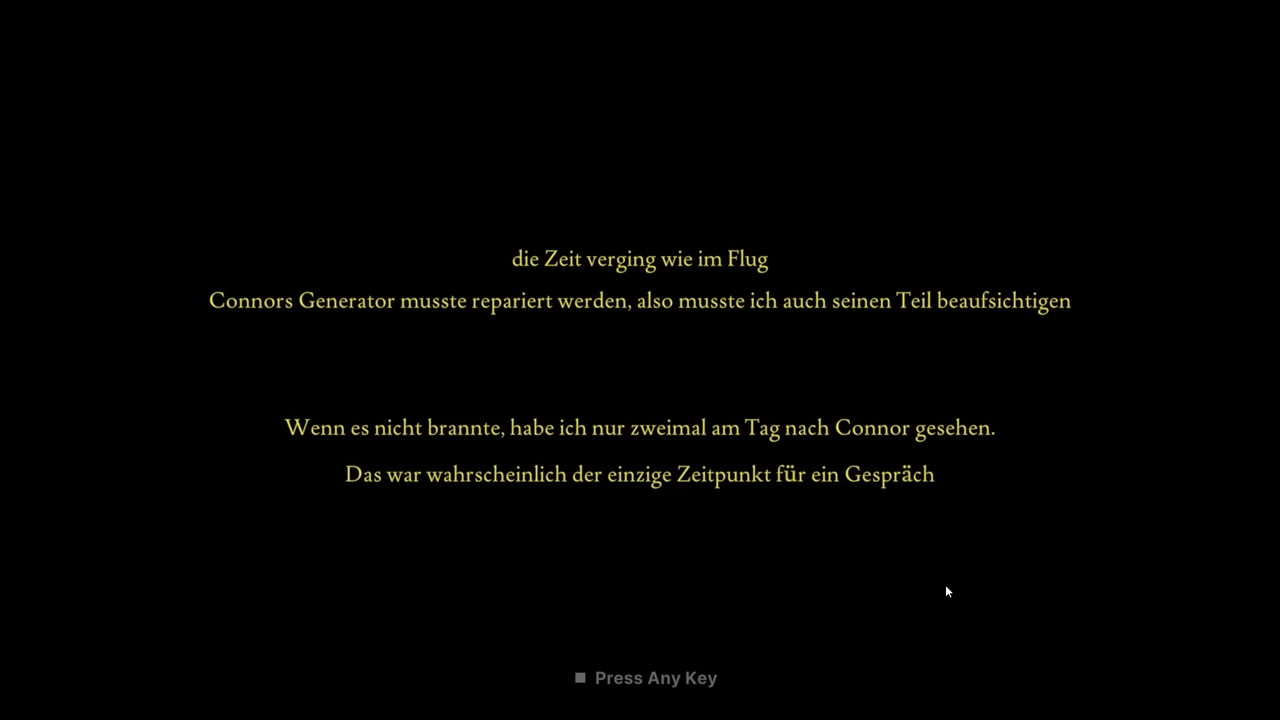 die Zeit verging wie im Flug
Connors Generator musste repariert werden, also musste ich auch seinen Teil beaufsichtigen
Wenn es nicht brannte, habe ich nur zweimal am Tag nach Connor gesehen.
Das war wahrscheinlich der einzige Zeitpunkt für ein Gespräch
Press Any Key